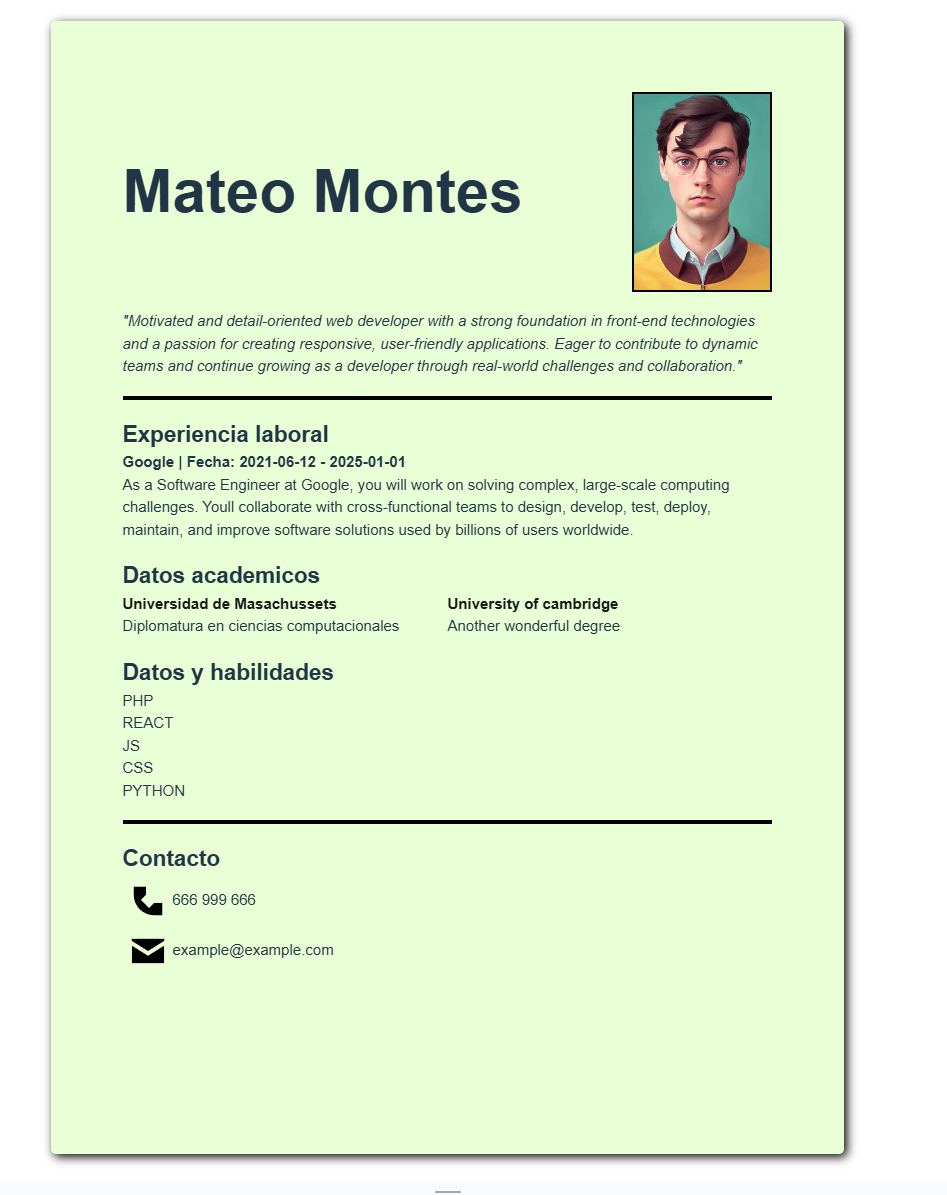 Mateo Montes
"Motivated and detail-oriented web developer with a strong foundation in front-end technologies
and a passion for creating responsive, user-friendly applications. Eager to contribute to dynamic
teams and continue growing as a developer through real-world challenges and collaboration."
Experiencia laboral
Google | Fecha: 2021-06-12 - 2025-01-01
As a Software Engineer at Google, you will work on solving complex, large-scale computing
challenges. Youll collaborate with cross-functional teams to design, develop, test, deploy,
maintain, and improve software solutions used by billions of users worldwide.
Datos academicos
Universidad de Masachussets
Diplomatura en ciencias computacionales
University of cambridge
Another wonderful degree
Datos y habilidades
PHP
REACT
JS
CSS
PYTHON
Contacto
666 999 666
example@example.com